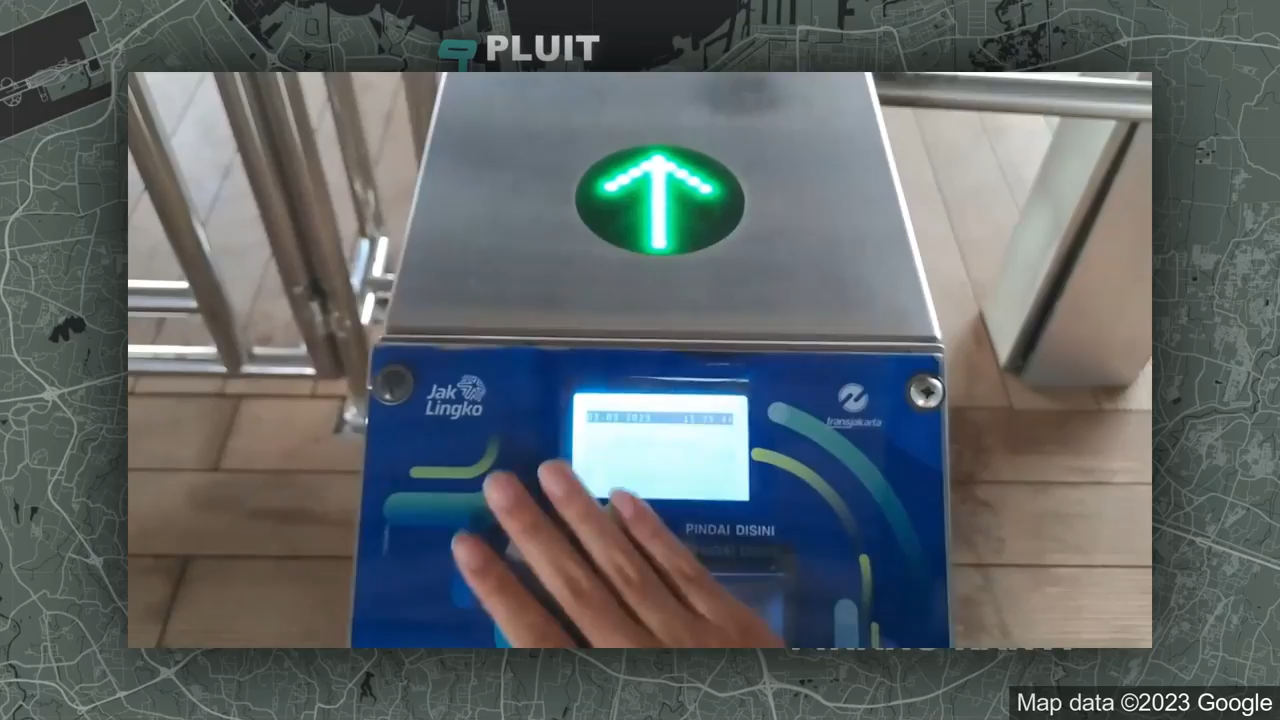 PLUIT
Jak
Lingko
transjakarta
PINDAI DISINI
Map data ©2023 Google